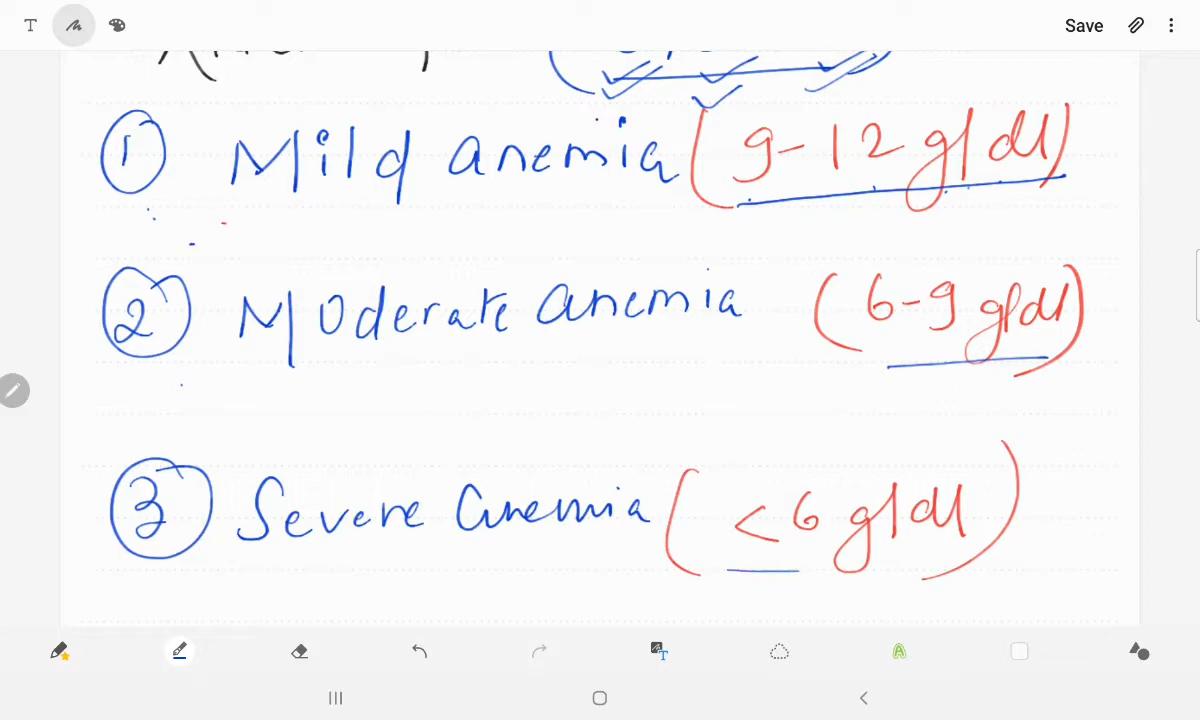 T Save
① Mild anemia (9-12 g/dl)
② Moderate anemia (6-9 g/dl)
③ Severe anemia (<6 g/dl)
T
A